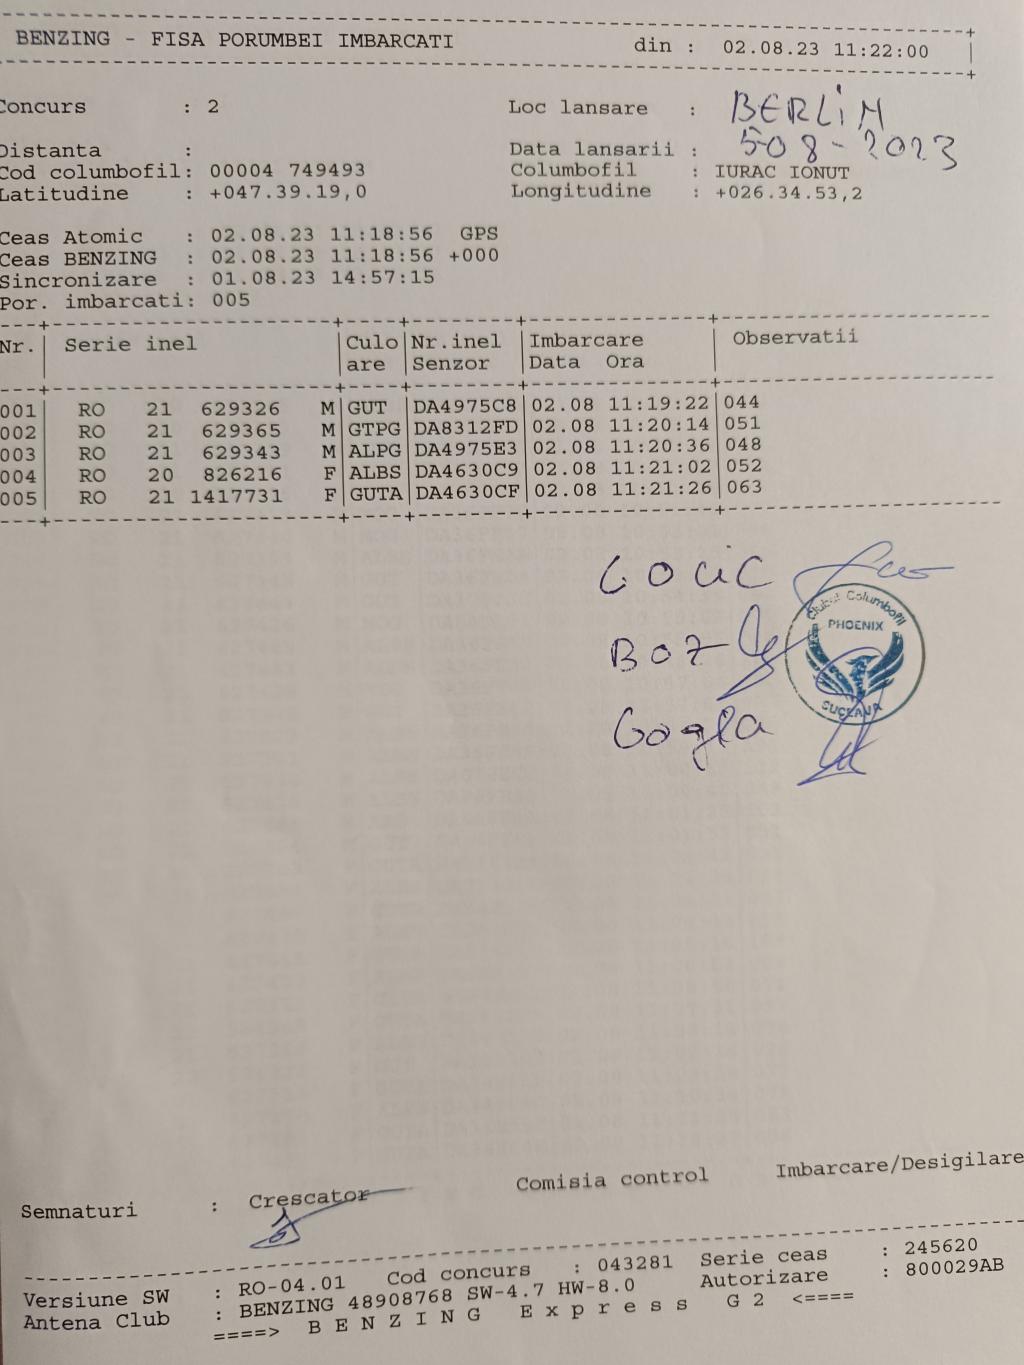 BENZING - FISA PORUMBEI IMBARCATI din : 02.08.23 11:22:00
Concurs : 2 Loc lansare : BERLiN
Distanta : Data lansarii : 5 08 - 2023
Cod columbofil: 00004 749493 Columbofil : IURAC IONUT
Latitudine : +047.39.19,0 Longitudine : +026.34.53,2
Ceas Atomic : 02.08.23 11:18:56 GPS
Ceas BENZING : 02.08.23 11:18:56 +000
Sincronizare : 01.08.23 14:57:15
Por. imbarcati: 005
Nr. Serie inel Culo Nr.inel Imbarcare Observatii
are Senzor Data Ora
001 RO 21 629326 M GUT DA4975C8 02.08 11:19:22 044
002 RO 21 629365 M GTPG DA8312FD 02.08 11:20:14 051
003 RO 21 629343 M ALPG DA4975E3 02.08 11:20:36 048
004 RO 20 826216 F ALBS DA4630C9 02.08 11:21:02 052
005 RO 21 1417731 F GUTA DA4630CF 02.08 11:21:26 063
Clubul Columbofil
PHOENIX
SUCEAVA
Semnaturi : Crescator Comisia control Imbarcare/Desigilare
Versiune SW : RO-04.01 Cod concurs : 043281 Serie ceas : 245620
Antena Club : BENZING 48908768 SW-4.7 HW-8.0 Autorizare : 800029AB
====> B E N Z I N G E x p r e s s G 2 <====